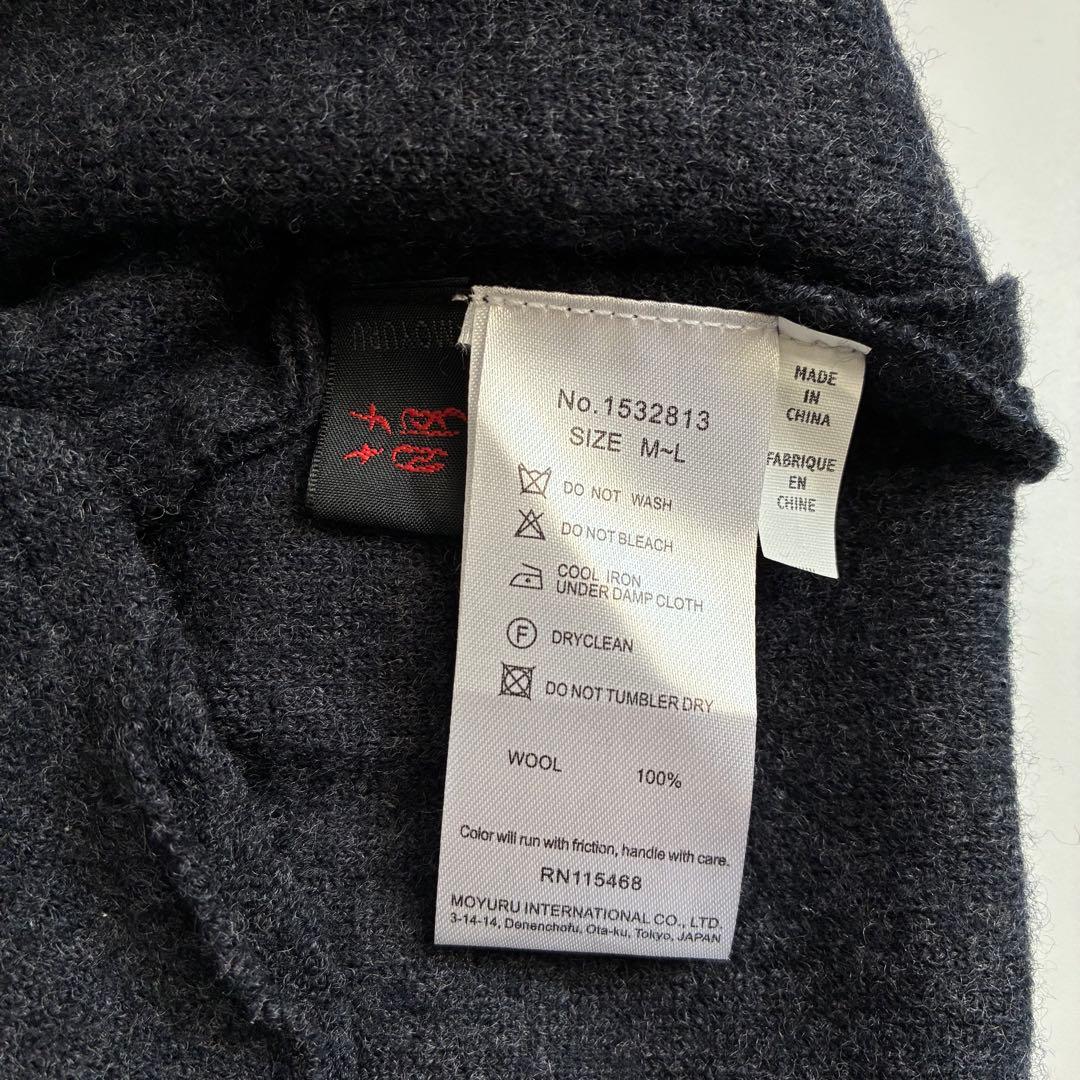 No.1532813
SIZE M~L
DO NOT WASH
DO NOT BLEACH
COOL IRON
UNDER DAMP CLOTH
F DRYCLEAN
DO NOT TUMBLER DRY
WOOL 100%
Color will run with friction, handle with care.
RN115468
MOYURU INTERNATIONAL CO., LTD.
3-14-14, Denenchofu, Ota-ku, Tokyo, JAPAN
MADE
IN
CHINA
FABRIQUE
EN
CHINE